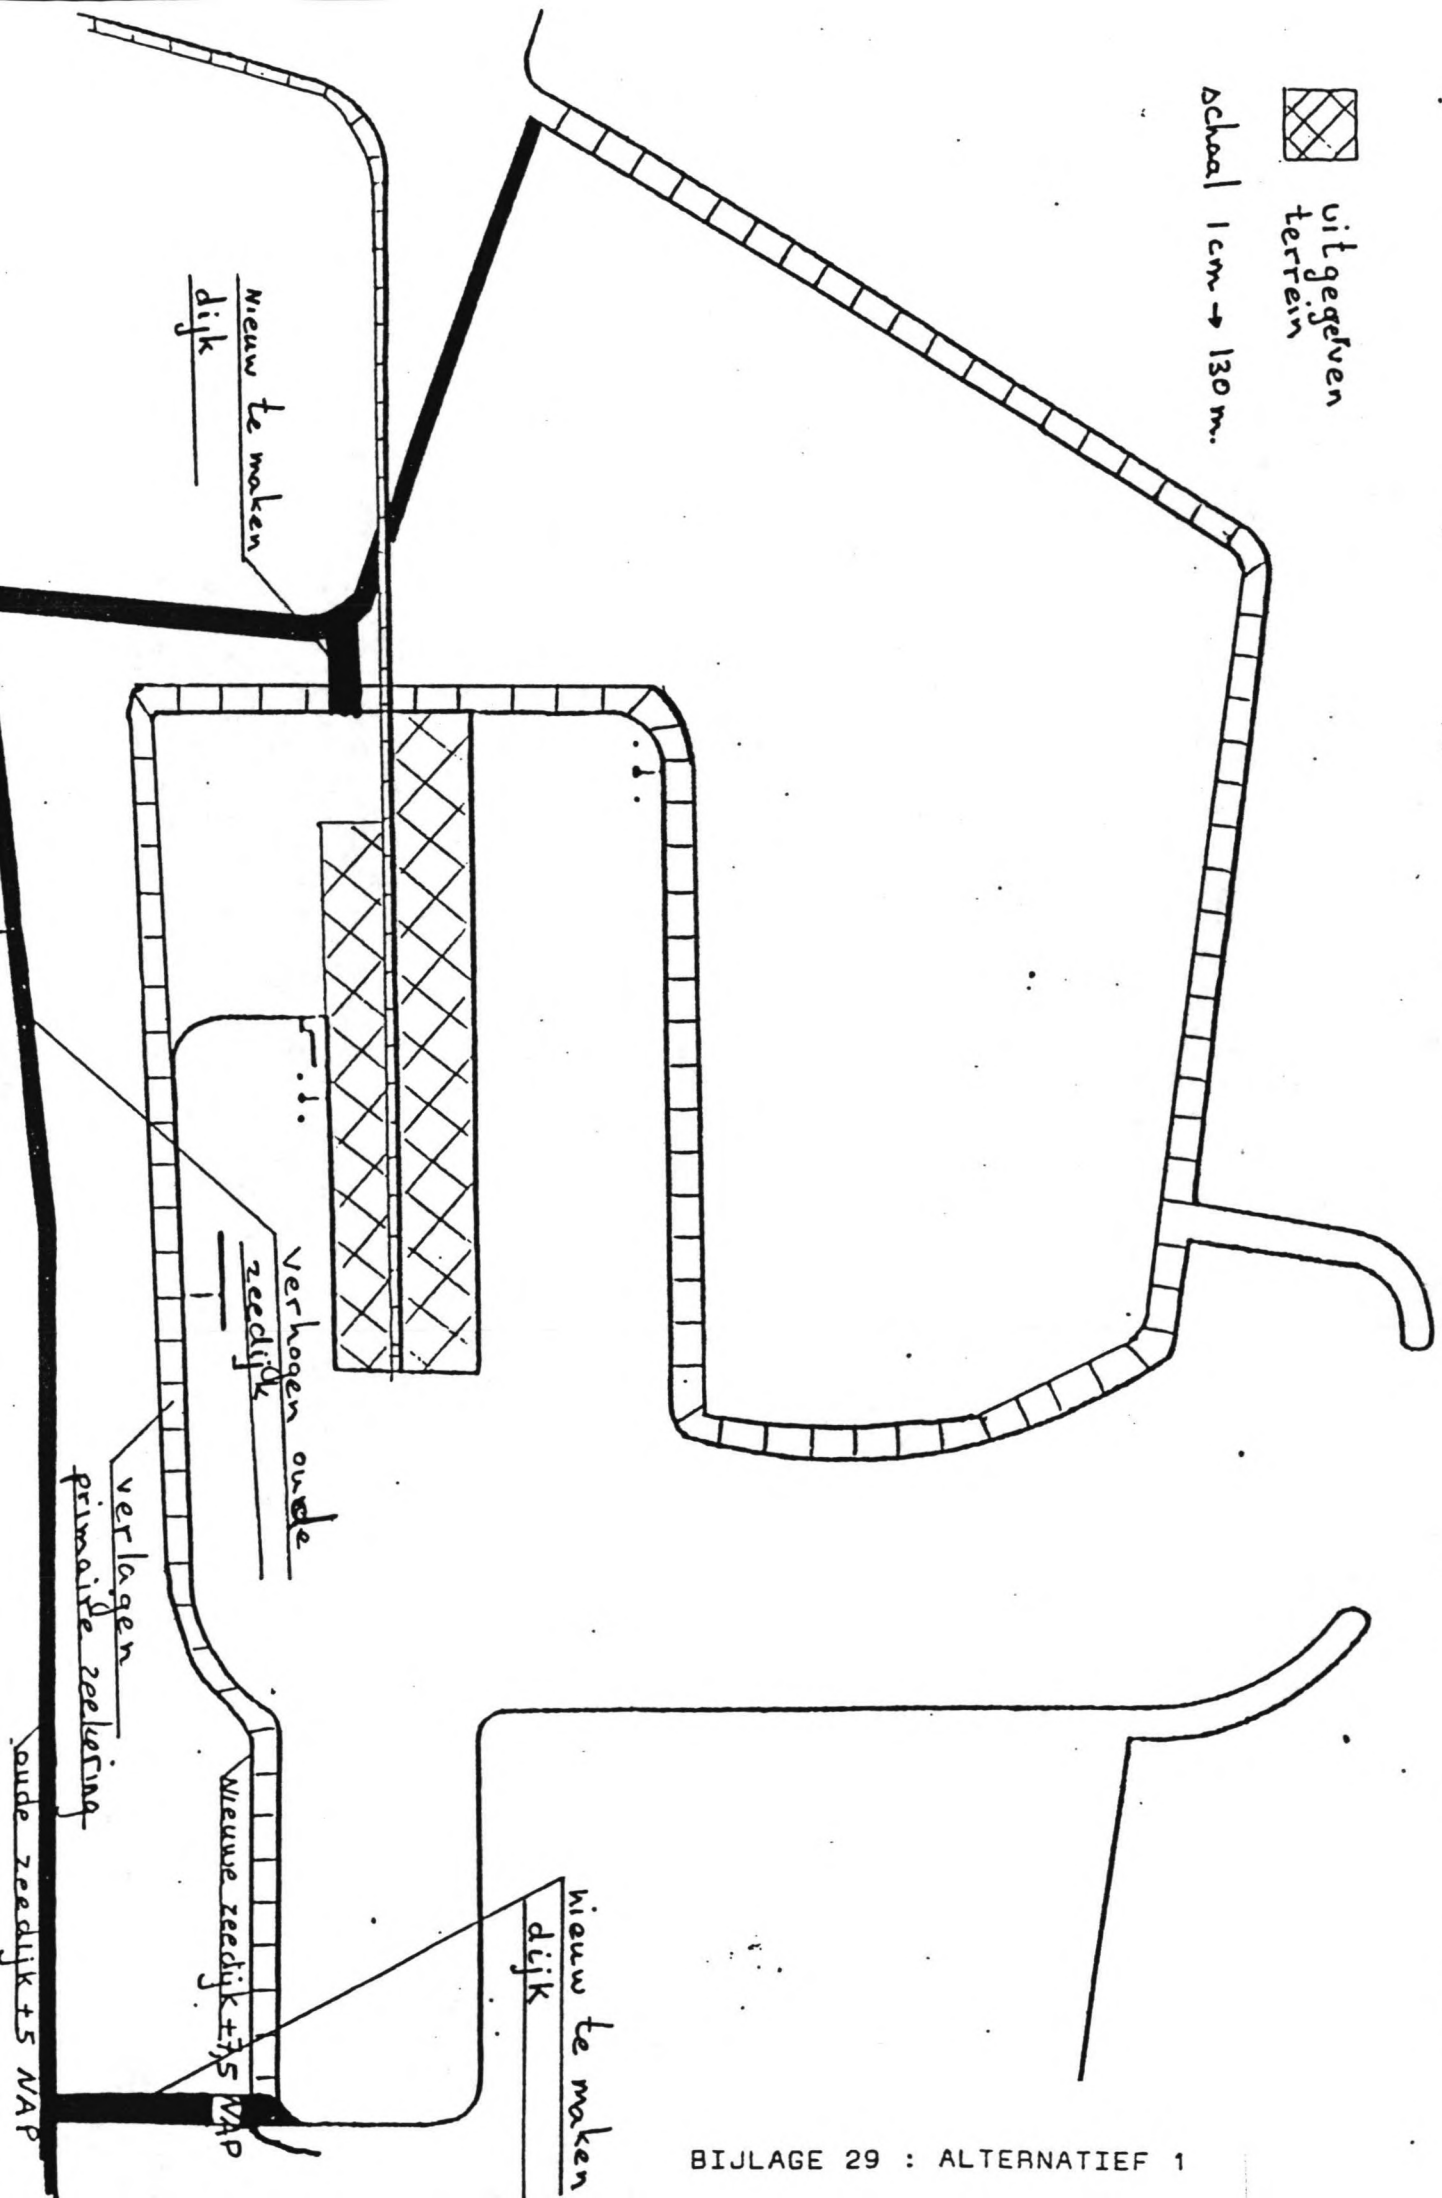 uitgegeven
terrein
schaal 1cm → 130 m.
Nieuw te maken
dijk
verhogen oude
zeedijk
verlagen
primaire zeekering
Nieuwe zeedijk +7,5 NAP
oude zeedijk +5 NAP
nieuw te maken
dijk
BIJLAGE 29 : ALTERNATIEF 1